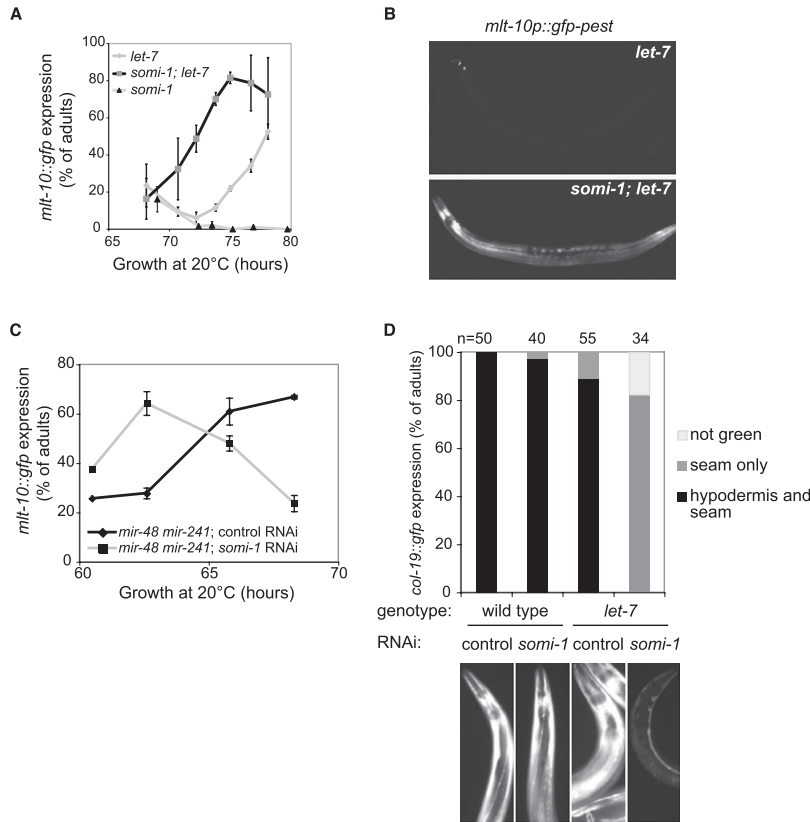 A
mlt-10::gfp expression
(% of adults)
100
80
60
40
20
0
let-7
somi-1; let-7
somi-1
65
70
75
80
Growth at 20°C (hours)
B
mlt-10p::gfp-pest
let-7
somi-1; let-7
C
mlt-10::gfp expression
(% of adults)
80
60
40
20
0
mir-48 mir-241; control RNAi
mir-48 mir-241; somi-1 RNAi
60
65
70
Growth at 20°C (hours)
D
n=50 40 55 34
col-19::gfp expression (% of adults)
100
80
60
40
20
0
not green
seam only
hypodermis and
seam
genotype: wild type let-7
RNAi: control somi-1 control somi-1